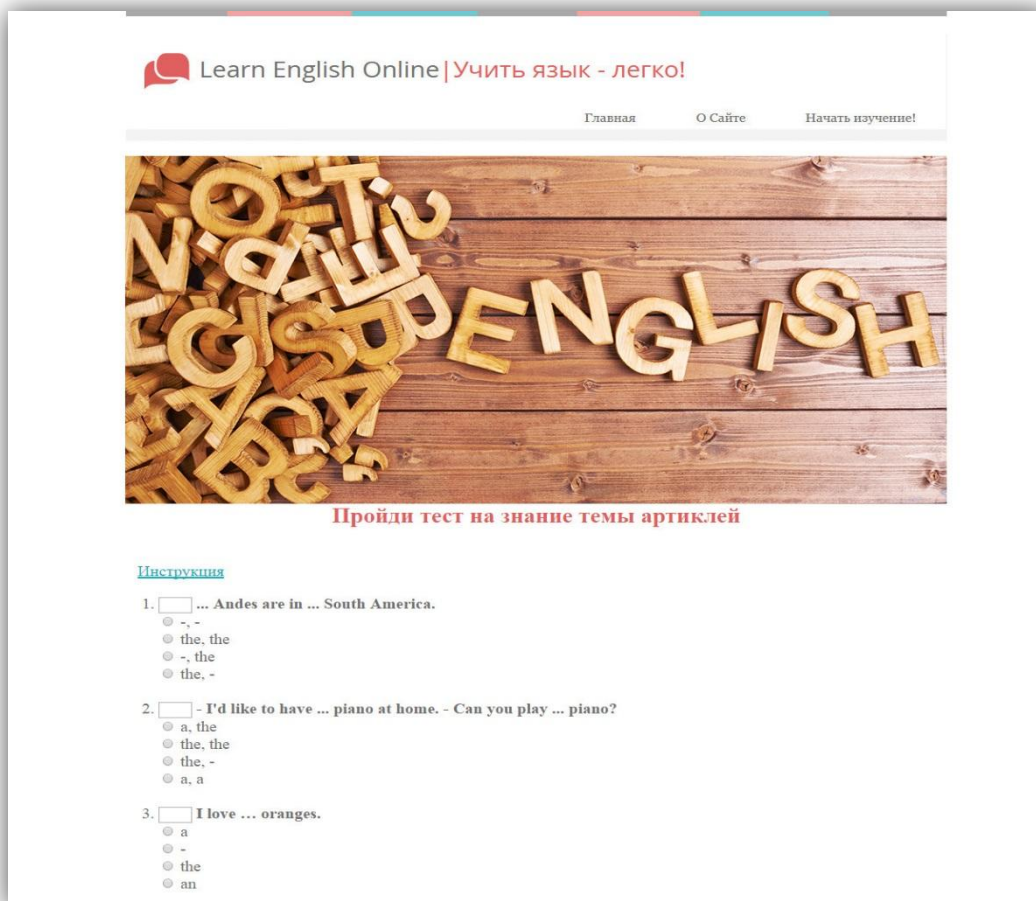 Learn English Online|Учить язык - легко!
Главная О Сайте Начать изучение!
ENGLISH
Пройди тест на знание темы артиклей
Инструкция
1. ... Andes are in ... South America.
-, -
the, the
-, the
the, -
2. - I'd like to have ... piano at home. - Can you play ... piano?
a, the
the, the
the, -
a, a
3. I love … oranges.
a
-
the
an